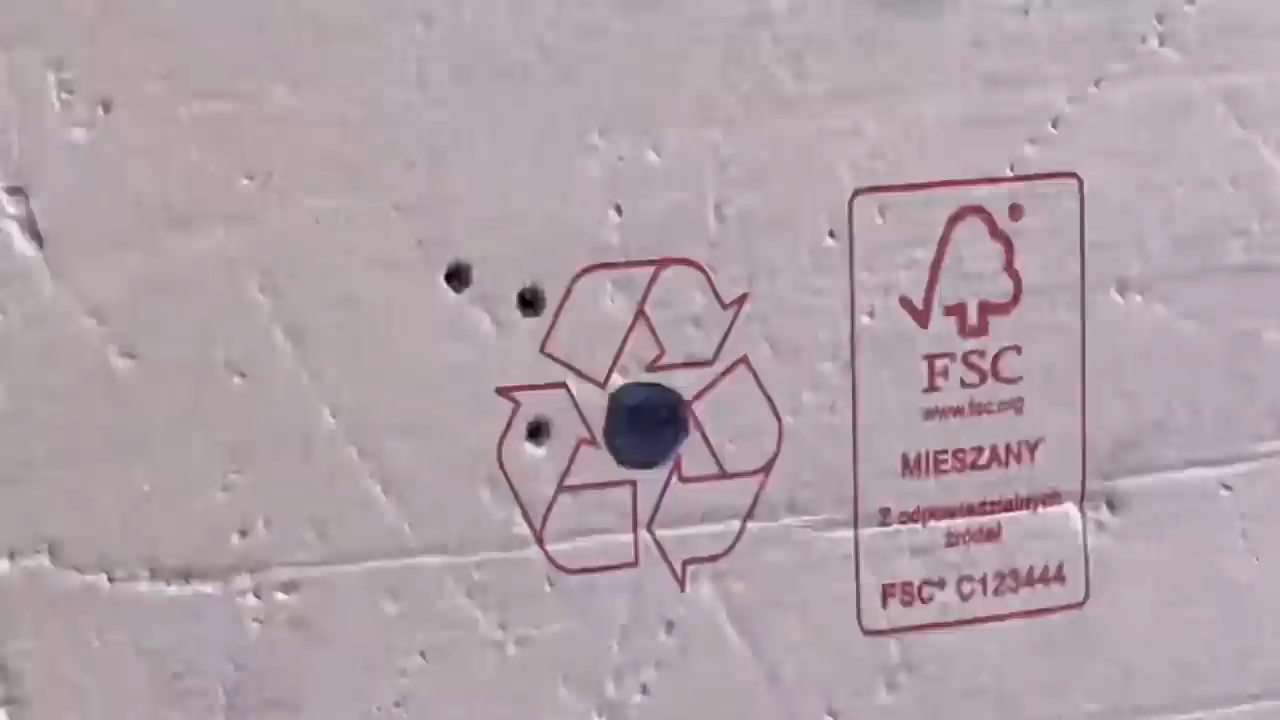 FSC
www.fsc.org
MIESZANY
Z odpowiedzialnych
źródeł
FSC® C123444